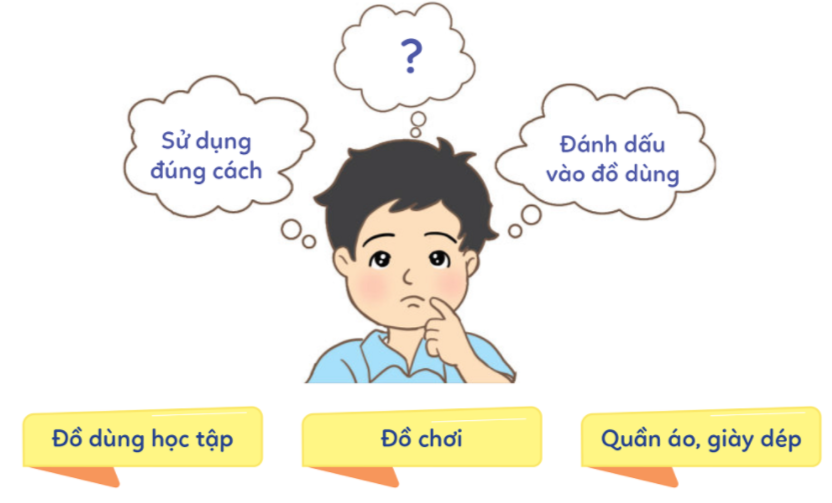 ?
Sử dụng
đúng cách
Đánh dấu
vào đồ dùng
Đồ dùng học tập
Đồ chơi
Quần áo, giày dép